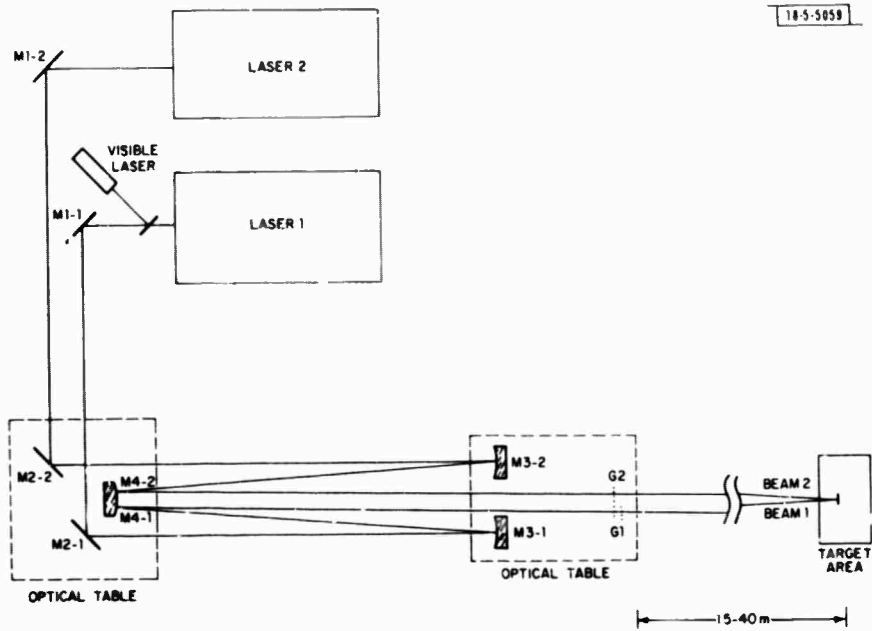 18-5-5059
M1-2
LASER 2
VISIBLE
LASER
M1-1
LASER 1
M2-2
M4-2
M3-2
G2
BEAM 2
M4-1
BEAM 1
M2-1
M3-1
G1
TARGET
AREA
OPTICAL TABLE
OPTICAL TABLE
15-40m